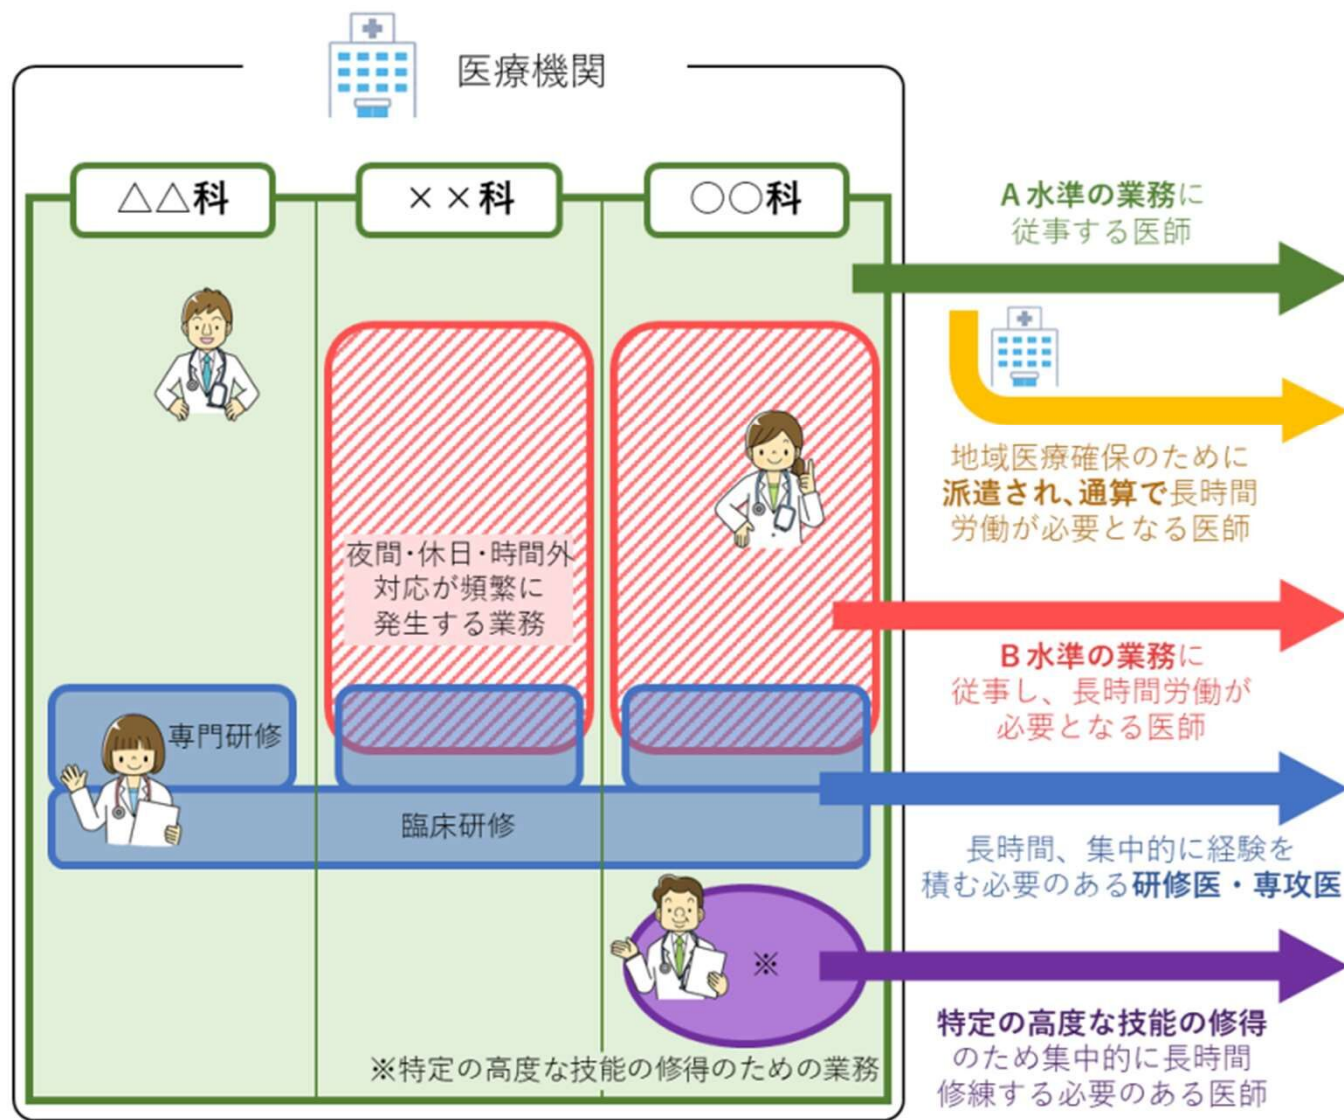 医療機関
△△科
××科
○○科
夜間・休日・時間外
対応が頻繁に
発生する業務
専門研修
臨床研修
※
※特定の高度な技能の修得のための業務
A水準の業務に
従事する医師
地域医療確保のために
派遣され、通算で長時間
労働が必要となる医師
B水準の業務に
従事し、長時間労働が
必要となる医師
長時間、集中的に経験を
積む必要のある研修医・専攻医
特定の高度な技能の修得
のため集中的に長時間
修練する必要のある医師